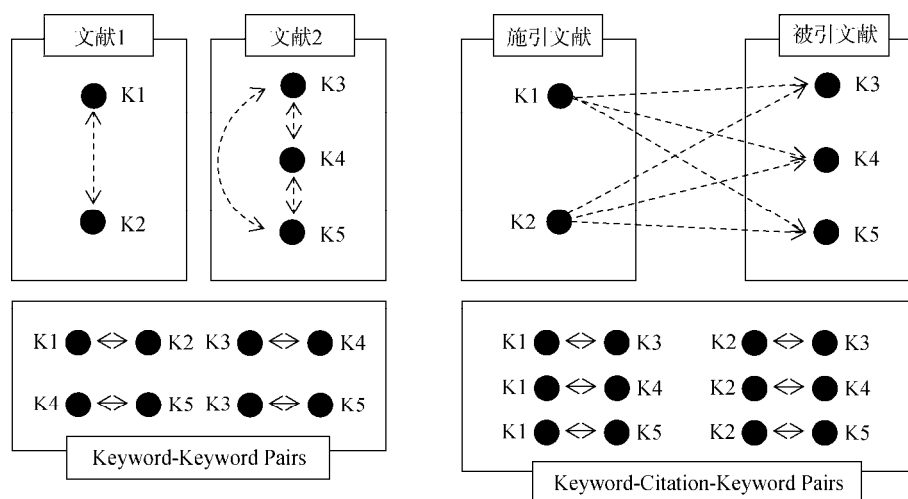 文献1
文献2
K1
K2
K3
K4
K5
K1 K2 K3 K4
K4 K5 K3 K5
Keyword-Keyword Pairs
施引文献
被引文献
K1
K2
K3
K4
K5
K1 K3 K2 K3
K1 K4 K2 K4
K1 K5 K2 K5
Keyword-Citation-Keyword Pairs